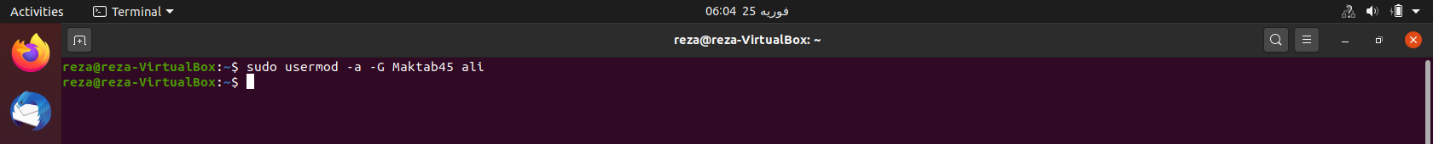 Activities
Terminal
06:04 25 فوریه
reza@reza-VirtualBox: ~
reza@reza-VirtualBox:~$ sudo usermod -a -G Maktab45 ali
reza@reza-VirtualBox:~$